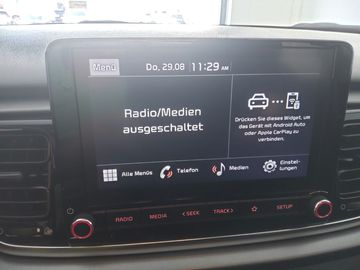 Menü Do, 29.08 11:29 AM
Radio/Medien
ausgeschaltet
Drücken Sie dieses Widget, um
das Gerät mit Android Auto
oder Apple CarPlay zu
verbinden.
Alle Menüs Telefon Medien Einstel-
lungen
RADIO MEDIA < SEEK TRACK > SETUP